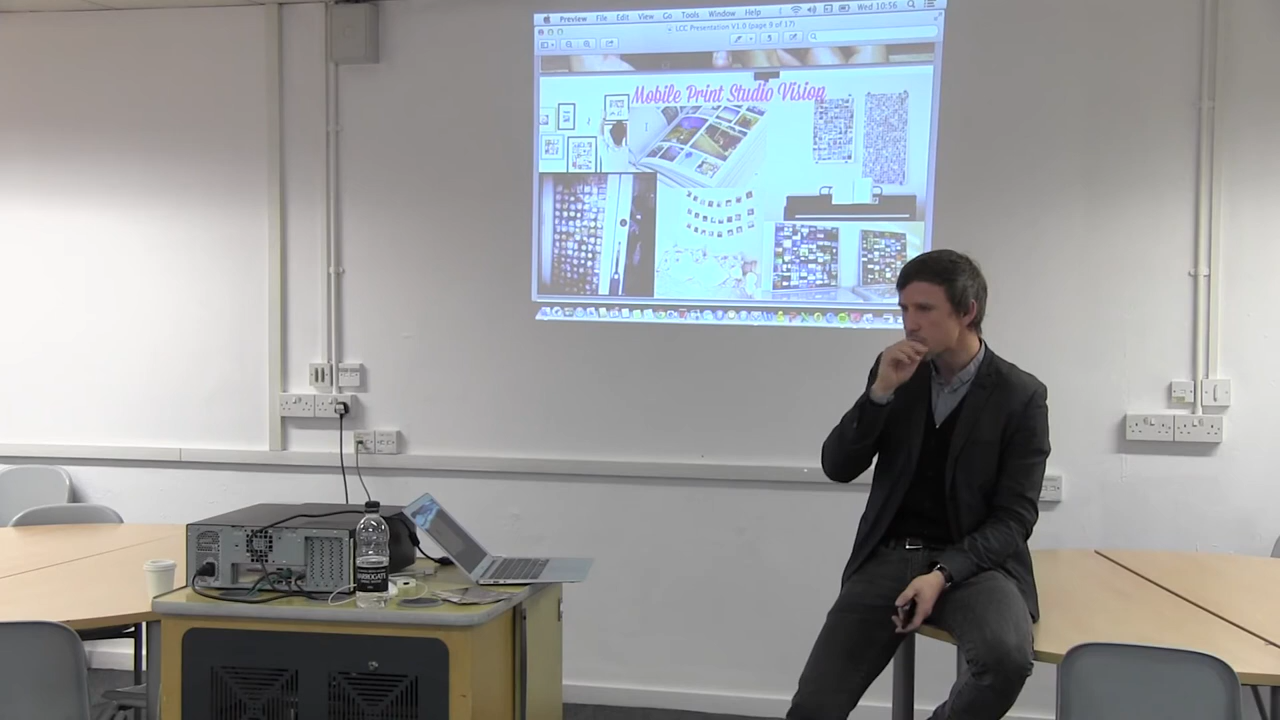 Preview File Edit View Go Tools Window Help Wed 10:56
LCC Presentation V1.0 (page 9 of 17)
Mobile Print Studio Vision
HARROGATE